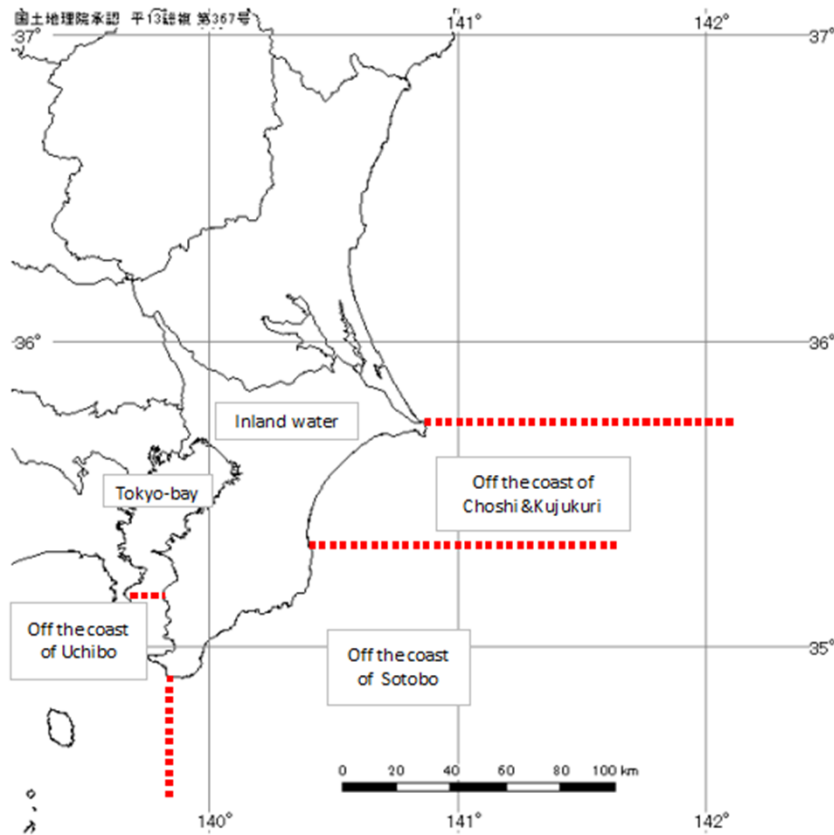 国土地理院承認 平13総複 第367号
141°
142°
37°
37°
36°
36°
Inland water
Off the coast of
Choshi&Kujukuri
Tokyo-bay
Off the coast
of Uchibo
Off the coast
of Sotobo
35°
0 20 40 60 80 100 km
140°
141°
142°